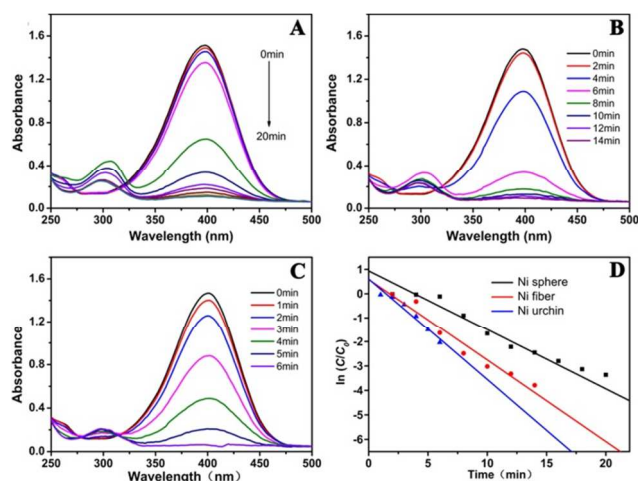 A
0min
20min
Absorbance
1.6
1.2
0.8
0.4
0.0
250 300 350 400 450 500
Wavelength (nm)
B
0min
2min
4min
6min
8min
10min
12min
14min
Absorbance
1.6
1.2
0.8
0.4
0.0
250 300 350 400 450 500
Wavelength (nm)
C
0min
1min
2min
3min
4min
5min
6min
Absorbance
1.6
1.2
0.8
0.4
0.0
250 300 350 400 450 500
Wavelength（nm）
D
Ni sphere
Ni fiber
Ni urchin
ln (C/C0)
1
0
-1
-2
-3
-4
-5
-6
0 5 10 15 20
Time（min）